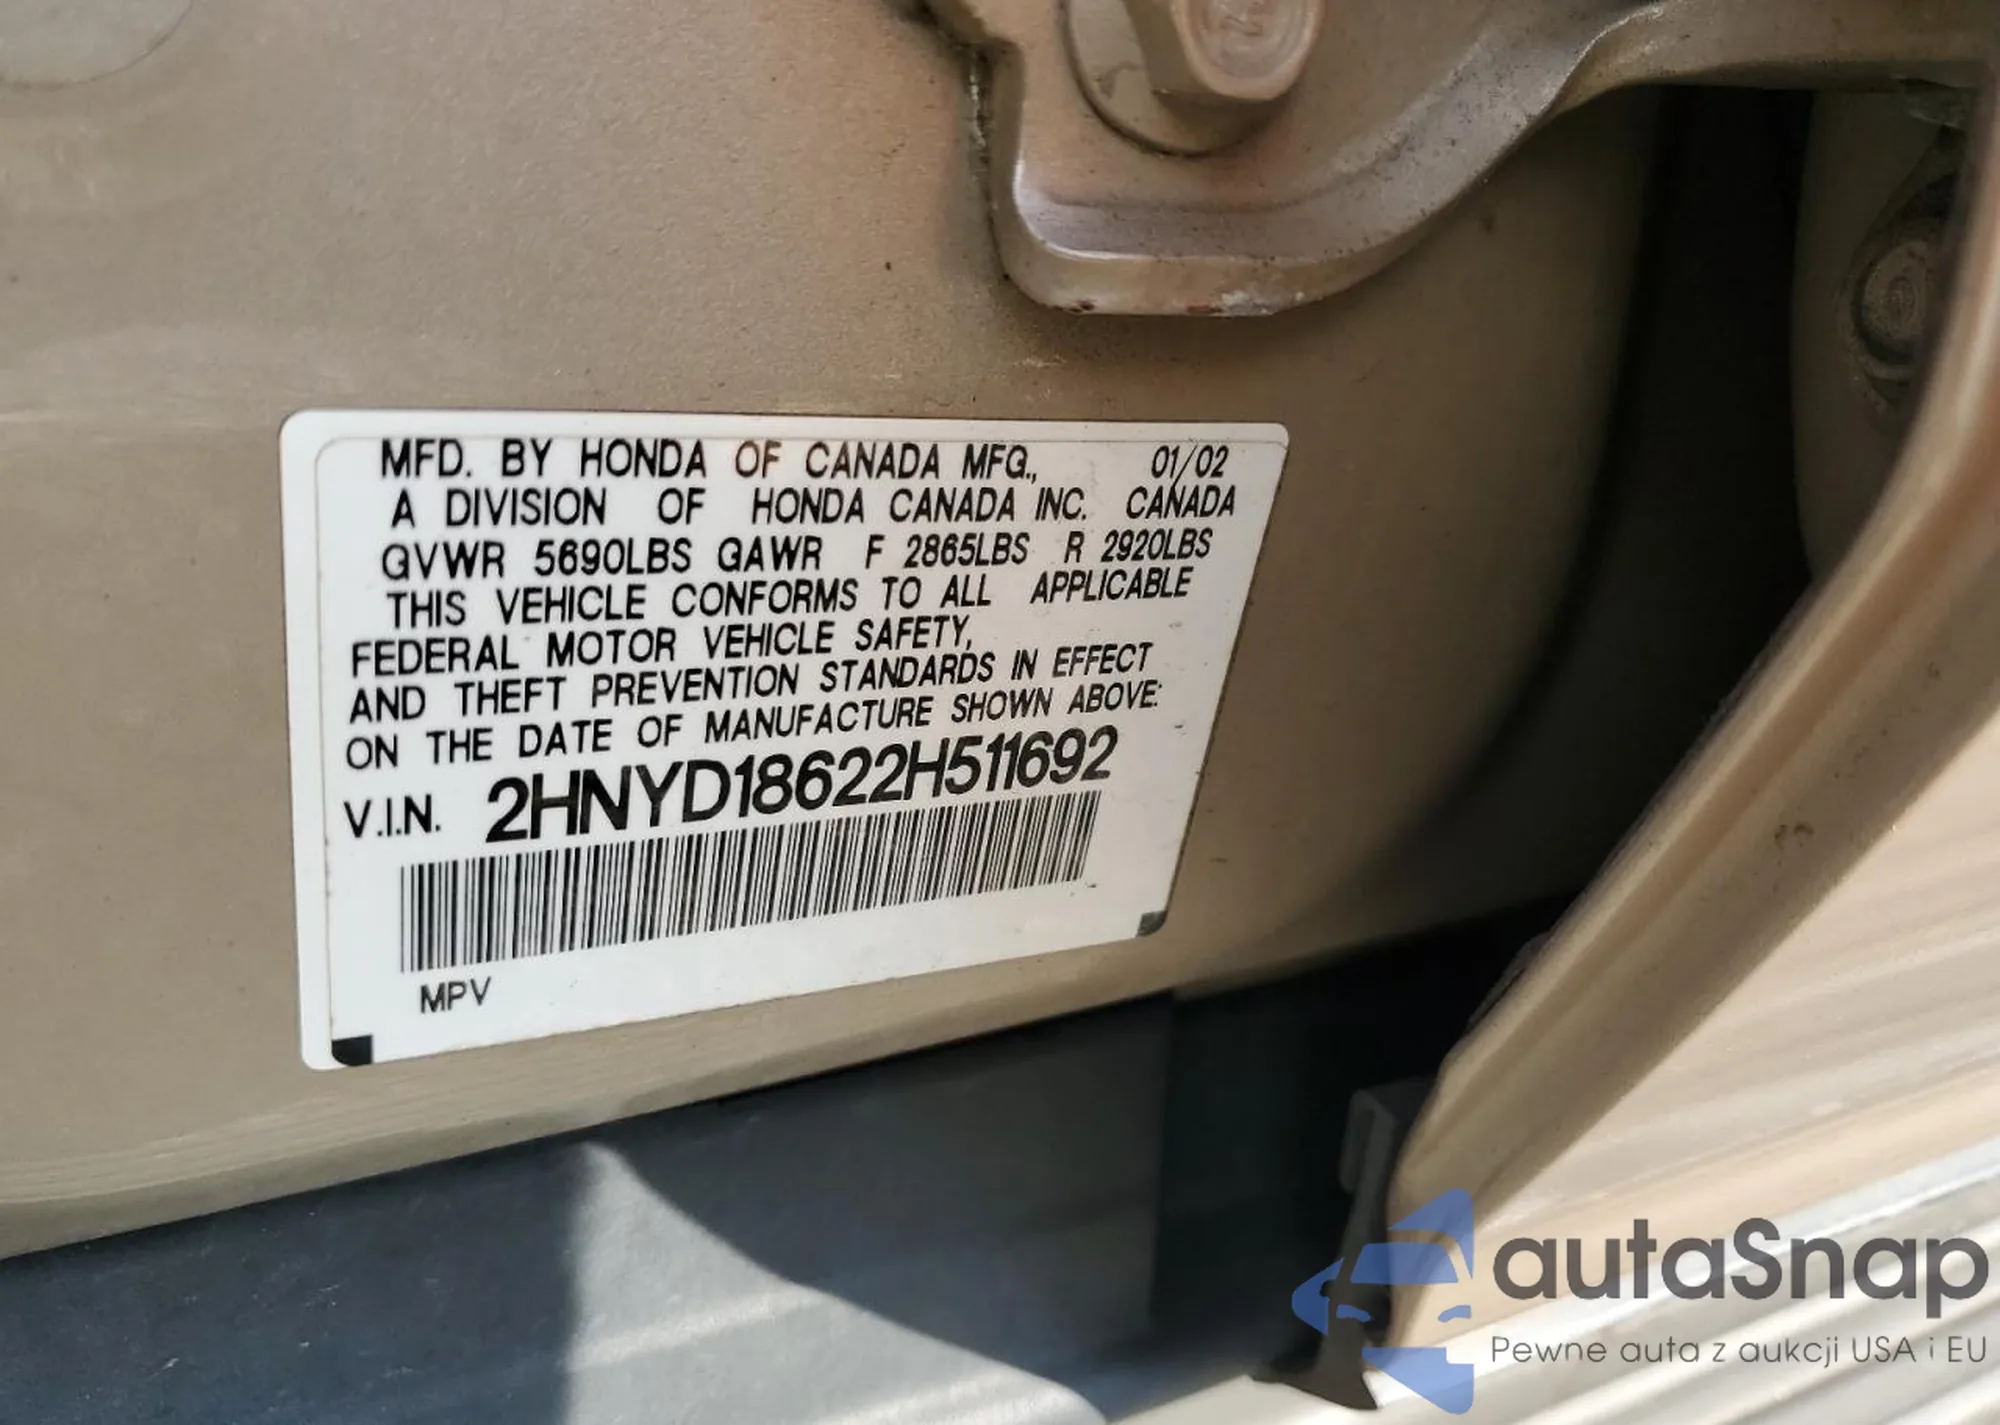 MFD. BY HONDA OF CANADA MFG., 01/02
A DIVISION OF HONDA CANADA INC. CANADA
GVWR 5690LBS GAWR F 2865LBS R 2920LBS
THIS VEHICLE CONFORMS TO ALL APPLICABLE
FEDERAL MOTOR VEHICLE SAFETY,
AND THEFT PREVENTION STANDARDS IN EFFECT
ON THE DATE OF MANUFACTURE SHOWN ABOVE:
V.I.N. 2HNYD18622H511692
MPV
autaSnap
Pewne auta z aukcji USA i EU